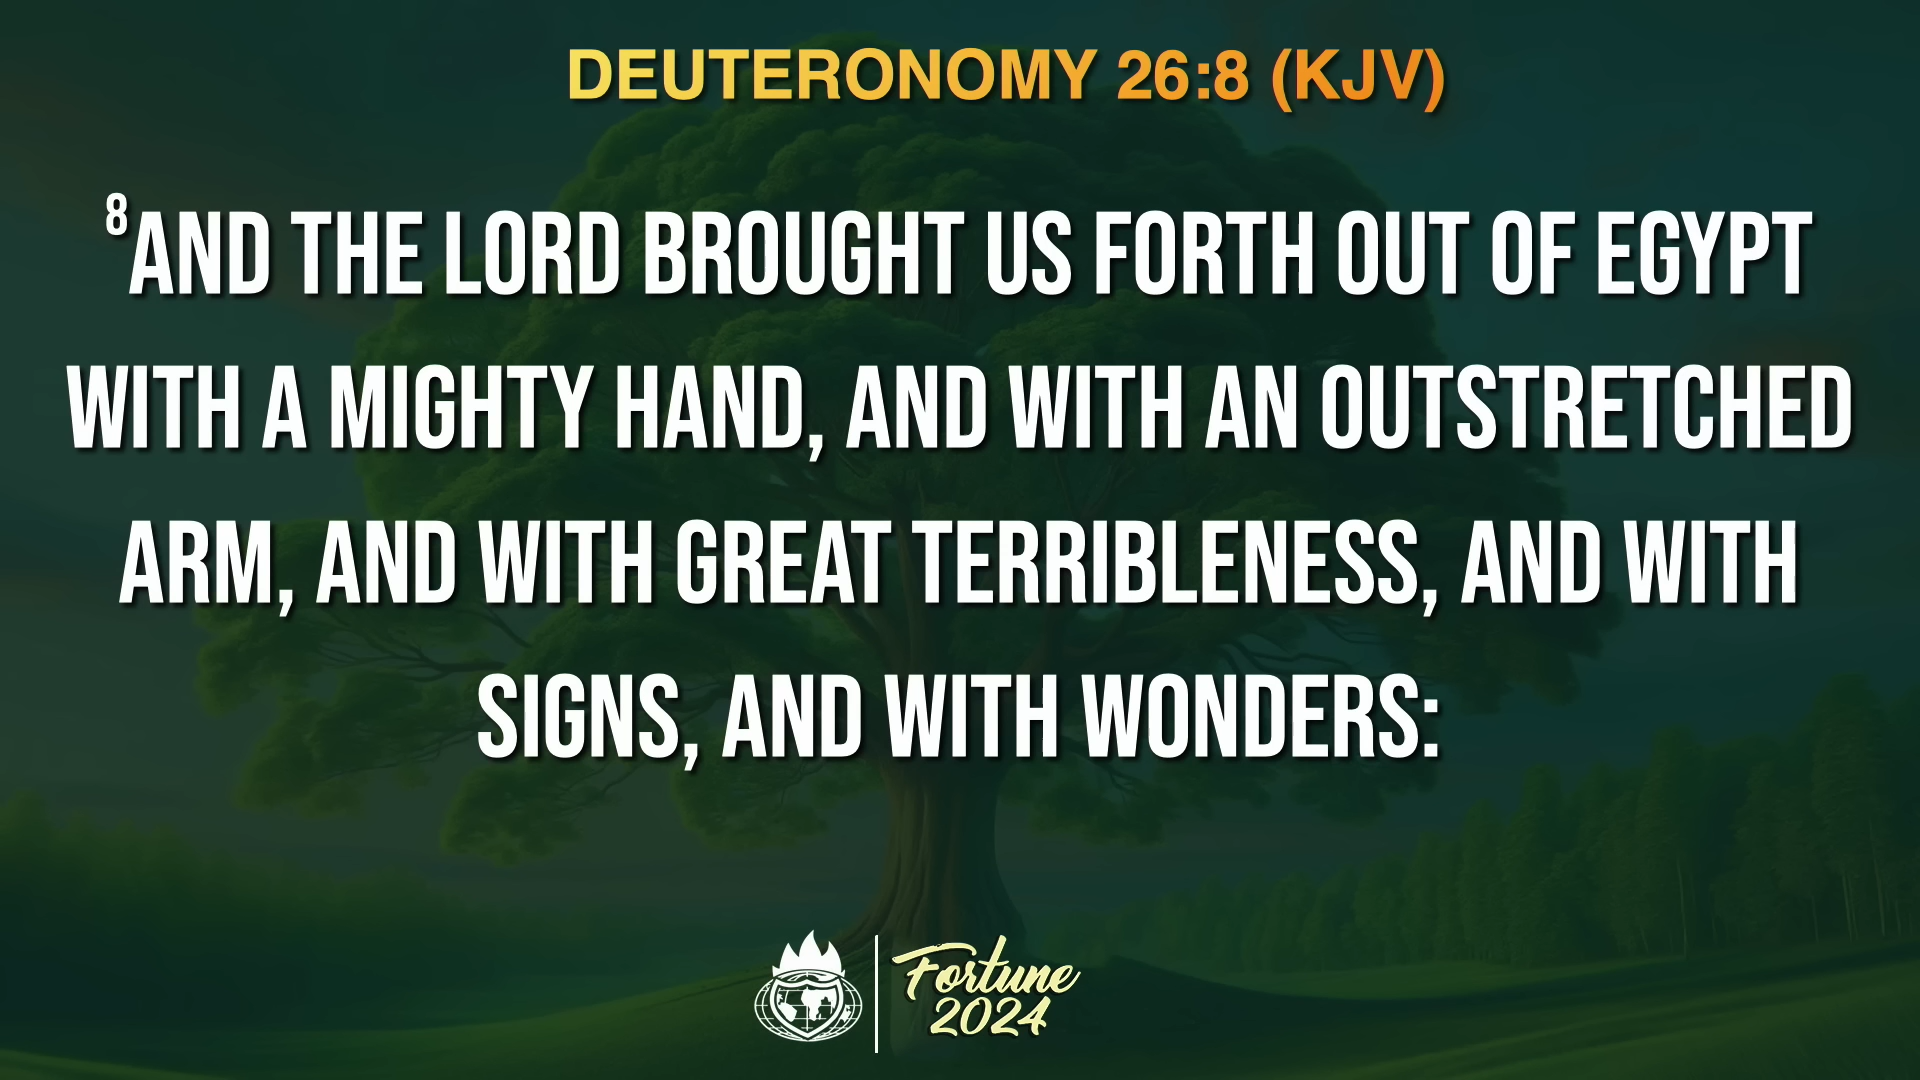 DEUTERONOMY 26:8 (KJV)
8AND THE LORD BROUGHT US FORTH OUT OF EGYPT
WITH A MIGHTY HAND, AND WITH AN OUTSTRETCHED
ARM, AND WITH GREAT TERRIBLENESS, AND WITH
SIGNS, AND WITH WONDERS:
Fortune
2024